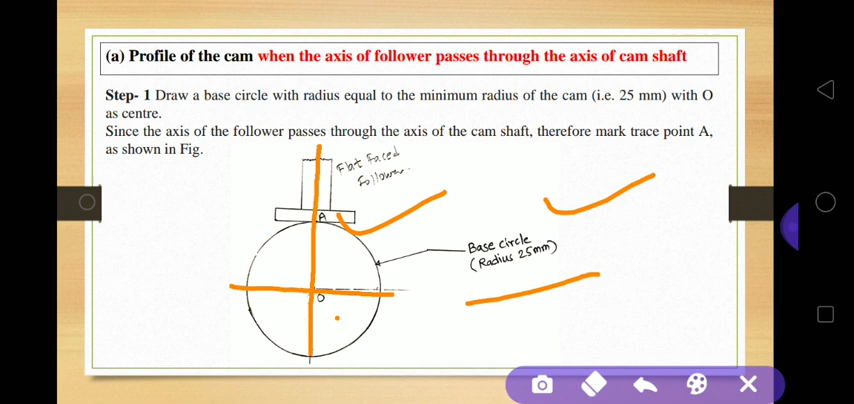 (a) Profile of the cam when the axis of follower passes through the axis of cam shaft
Step- 1 Draw a base circle with radius equal to the minimum radius of the cam (i.e. 25 mm) with O
as centre.
Since the axis of the follower passes through the axis of the cam shaft, therefore mark trace point A,
as shown in Fig.
Flat Faced
Follower
A
Base circle
(Radius 25mm)
O